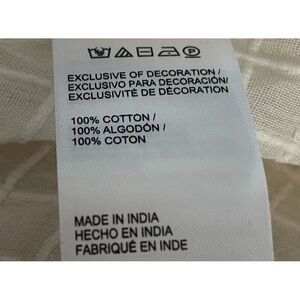 EXCLUSIVE OF DECORATION /
EXCLUSIVO PARA DECORACIÓN/
EXCLUSIVITÉ DE DÉCORATION
100% COTTON /
100% ALGODÓN /
100% COTON
MADE IN INDIA
HECHO EN INDIA
FABRIQUÉ EN INDE